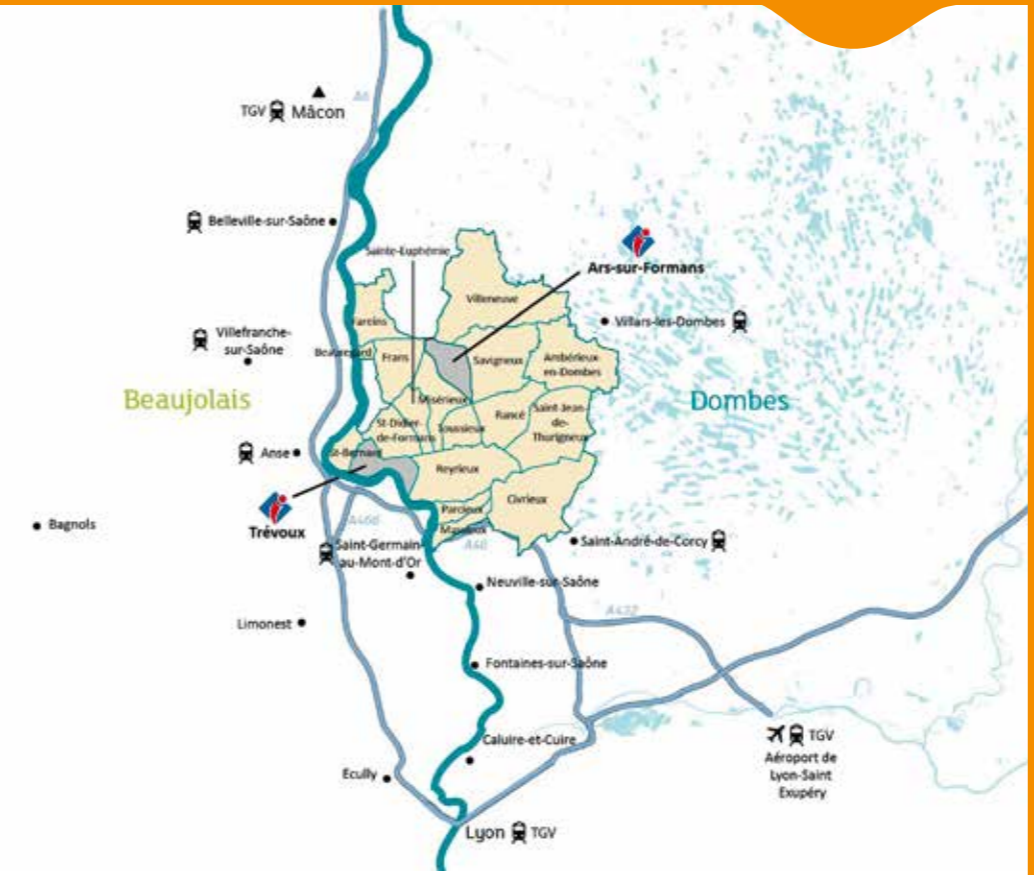 A6
TGV Mâcon
Belleville-sur-Saône
Sainte-Euphémie
Ars-sur-Formans
Villeneuve
Villars-les-Dombes
Farcins
Villefranche-
sur-Saône
Beauregard
Frans
Savigneux
Ambérieux
en-Dombes
Beaujolais
Dombes
Misérieux
Rancé
Saint-Jean-
de-
Thurigneux
St-Didier-
de-Formans
Toussieux
Anse
St-Bernard
Reyrieux
Civrieux
Bagnols
Trévoux
Parcieux
A466
Massieux
A46
Saint-Germain-
au-Mont-d'Or
Saint-André-de-Corcy
Neuville-sur-Saône
A432
Limonest
Fontaines-sur-Saône
Caluire-et-Cuire
TGV
Aéroport de
Lyon-Saint
Exupéry
Ecully
Lyon TGV